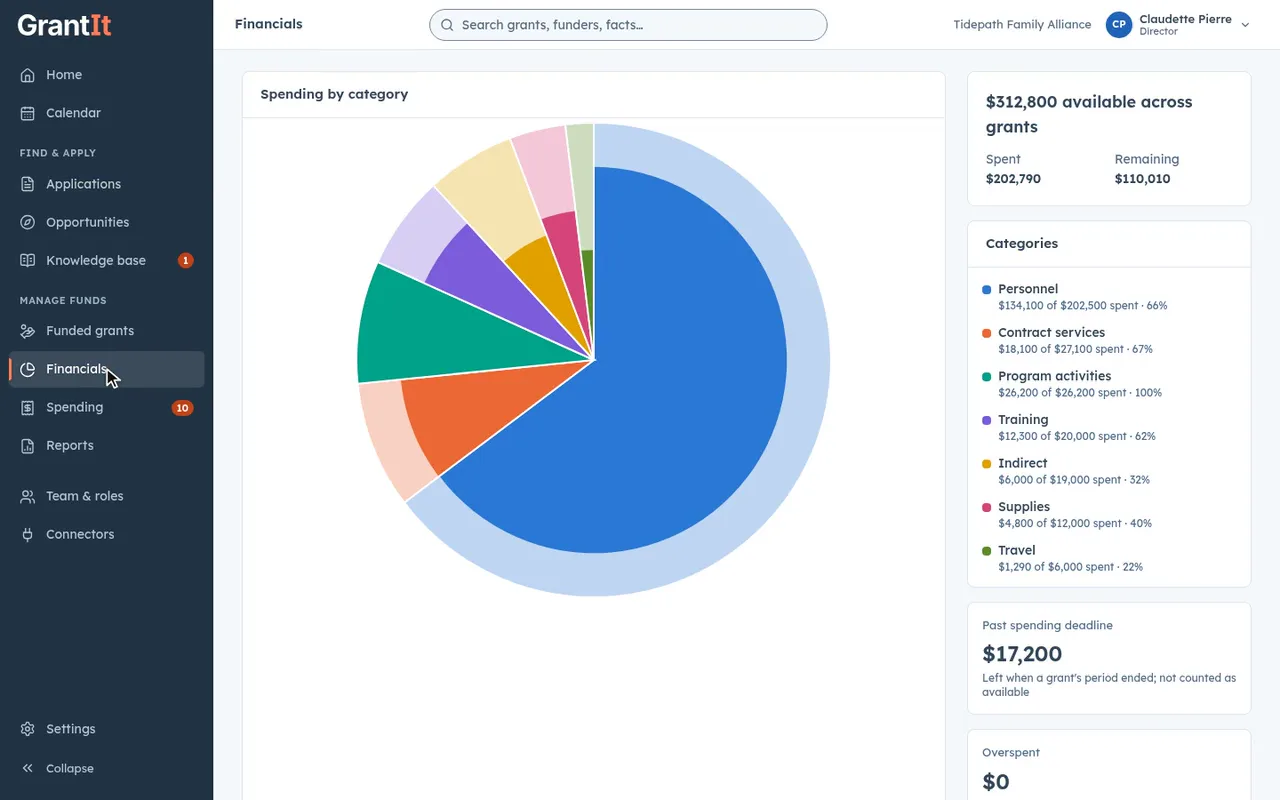 GrantIt
Home
Calendar
FIND & APPLY
Applications
Opportunities
Knowledge base
1
MANAGE FUNDS
Funded grants
Financials
Spending
10
Reports
Team & roles
Connectors
Settings
Collapse
Financials
Search grants, funders, facts…
Tidepath Family Alliance
CP
Claudette Pierre
Director
Spending by category
$312,800 available across
grants
Spent
Remaining
$202,790
$110,010
Categories
Personnel
$134,100 of $202,500 spent · 66%
Contract services
$18,100 of $27,100 spent · 67%
Program activities
$26,200 of $26,200 spent · 100%
Training
$12,300 of $20,000 spent · 62%
Indirect
$6,000 of $19,000 spent · 32%
Supplies
$4,800 of $12,000 spent · 40%
Travel
$1,290 of $6,000 spent · 22%
Past spending deadline
$17,200
Left when a grant's period ended; not counted as
available
Overspent
$0